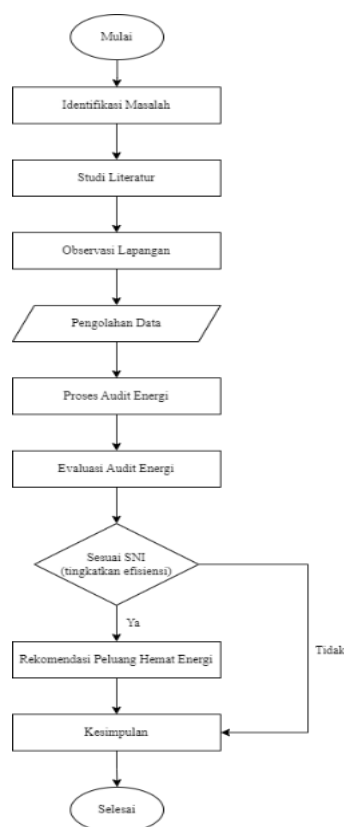 Mulai
Identifikasi Masalah
Studi Literatur
Observasi Lapangan
Pengolahan Data
Proses Audit Energi
Evaluasi Audit Energi
Sesuai SNI
(tingkatkan efisiensi)
Ya
Rekomendasi Peluang Hemat Energi
Tidak
Kesimpulan
Selesai